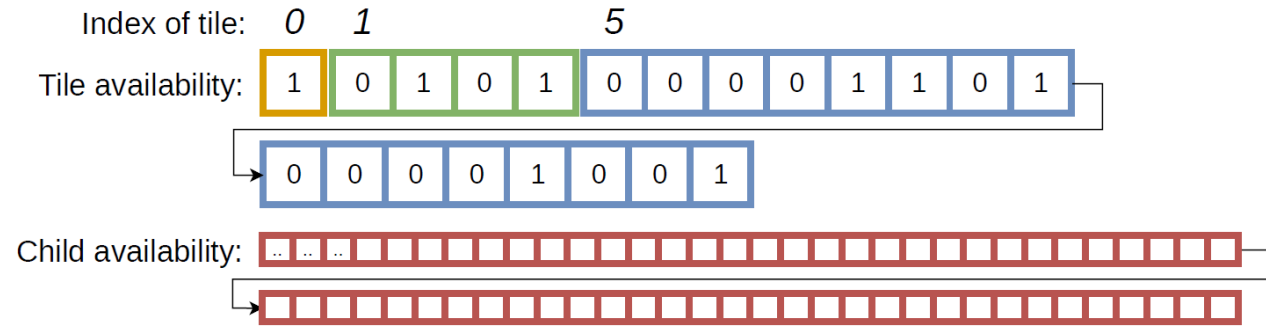 Index of tile: 0 1 5
Tile availability: 1 0 1 0 1 0 0 0 0 1 1 0 1
0 0 0 0 1 0 0 1
Child availability: .. .. ..